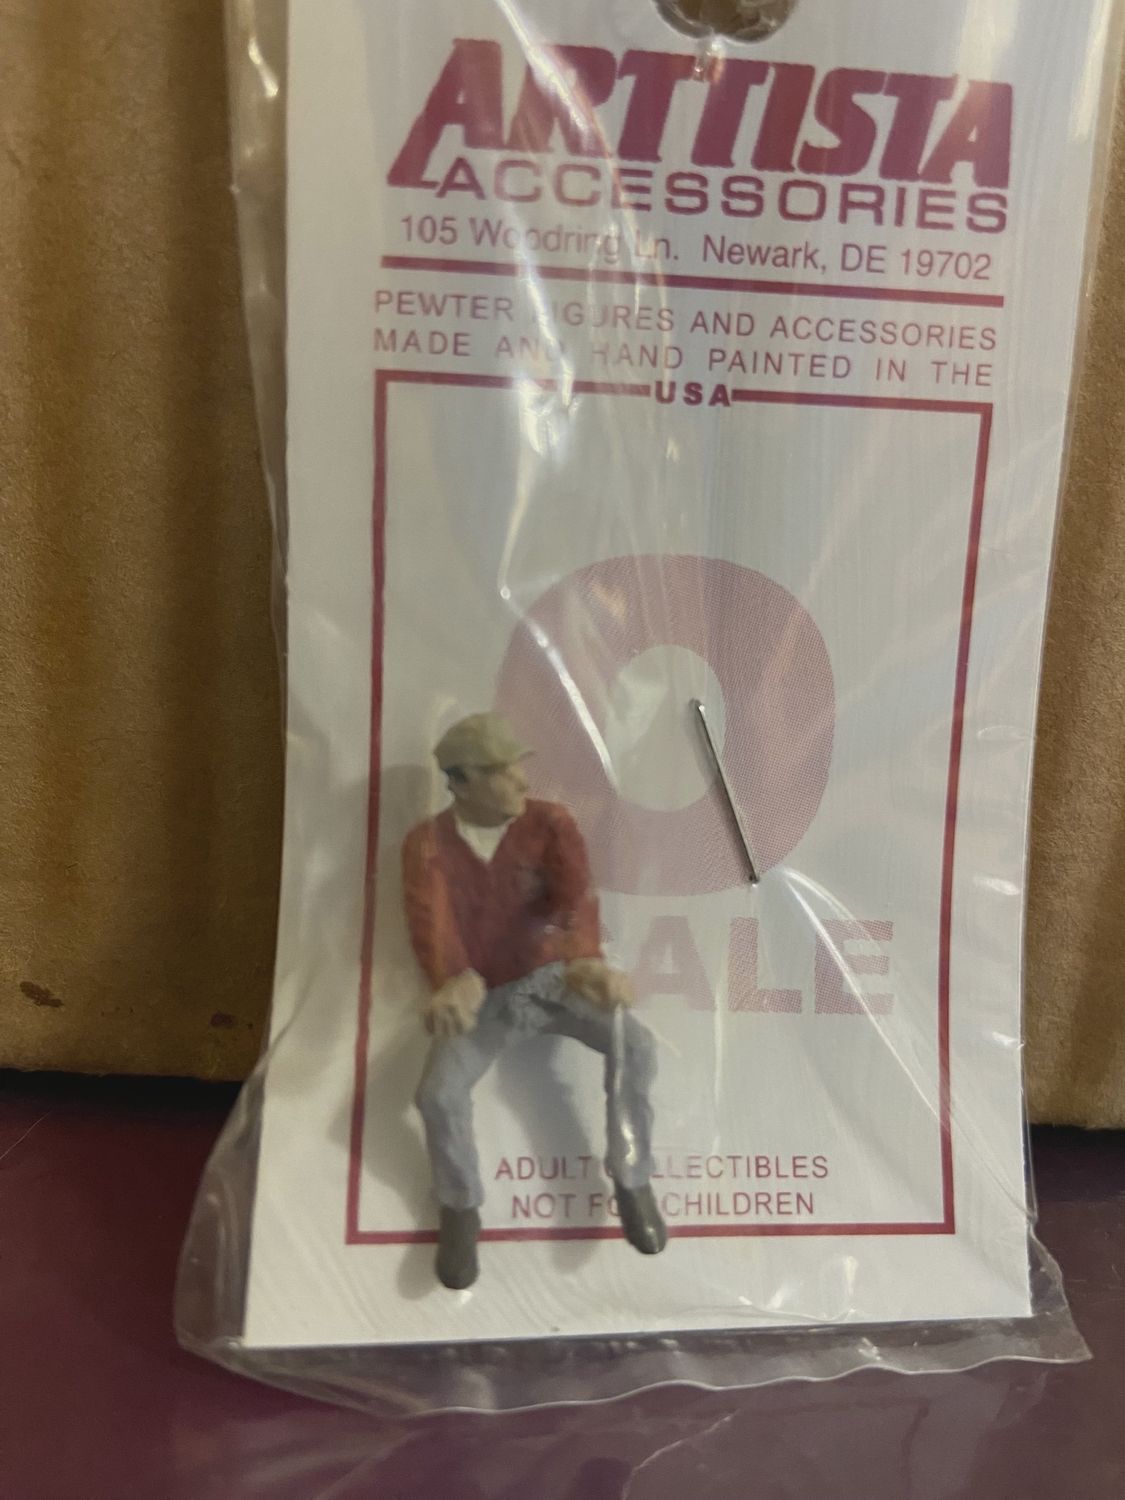 ARTTISTA
ACCESSORIES
105 Woodring Ln. Newark, DE 19702
PEWTER FIGURES AND ACCESSORIES
MADE AND HAND PAINTED IN THE
USA
O
SCALE
ADULT COLLECTIBLES
NOT FOR CHILDREN